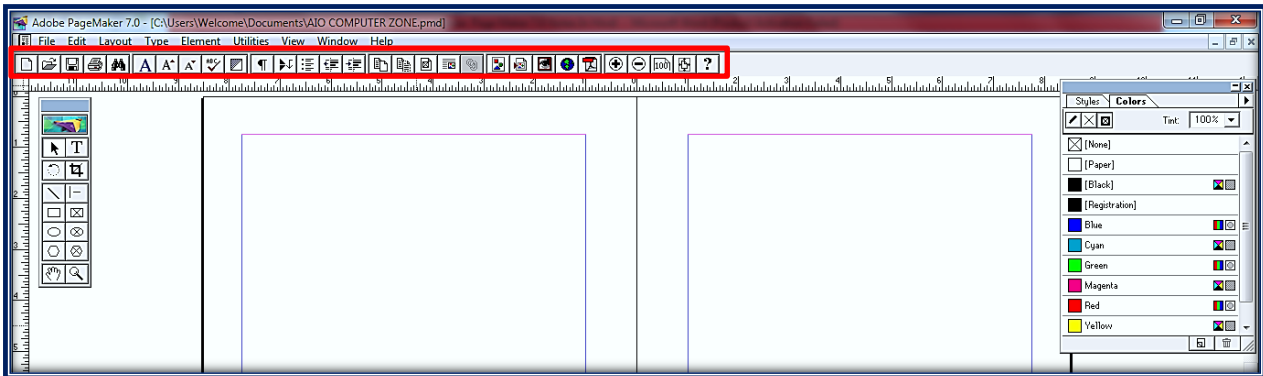 Adobe PageMaker 7.0 - [C:\Users\Welcome\Documents\AIO COMPUTER ZONE.pmd]
File Edit Layout Type Element Utilities View Window Help
Styles Colors
Tint: 100%
[None]
[Paper]
[Black]
[Registration]
Blue
Cyan
Green
Magenta
Red
Yellow